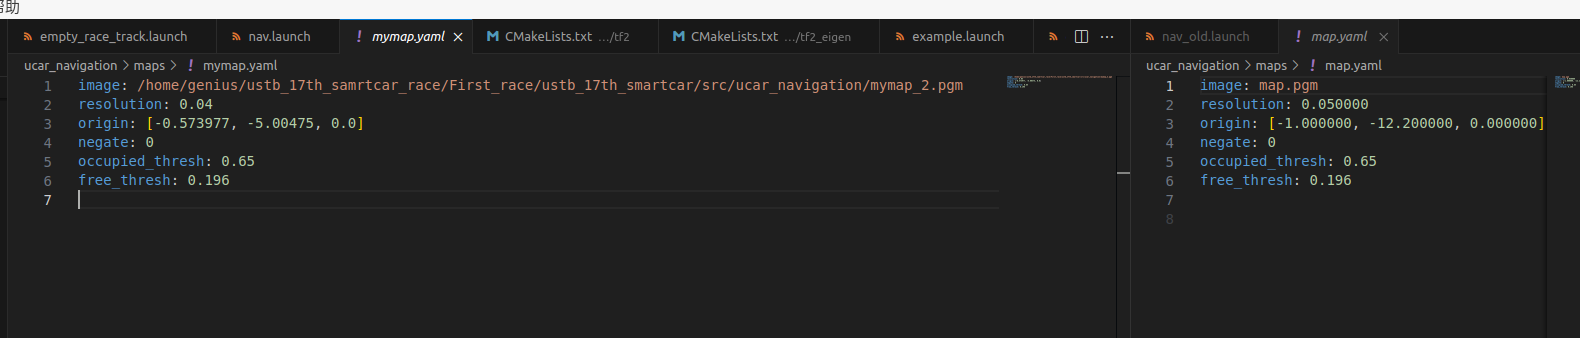 帮助
empty_race_track.launch nav.launch mymap.yaml CMakeLists.txt .../tf2 CMakeLists.txt .../tf2_eigen example.launch
ucar_navigation > maps > ! mymap.yaml
1 image: /home/genius/ustb_17th_samrtcar_race/First_race/ustb_17th_smartcar/src/ucar_navigation/mymap_2.pgm
2 resolution: 0.04
3 origin: [-0.573977, -5.00475, 0.0]
4 negate: 0
5 occupied_thresh: 0.65
6 free_thresh: 0.196
7
nav_old.launch ! map.yaml
ucar_navigation > maps > ! map.yaml
1 image: map.pgm
2 resolution: 0.050000
3 origin: [-1.000000, -12.200000, 0.000000]
4 negate: 0
5 occupied_thresh: 0.65
6 free_thresh: 0.196
7
8